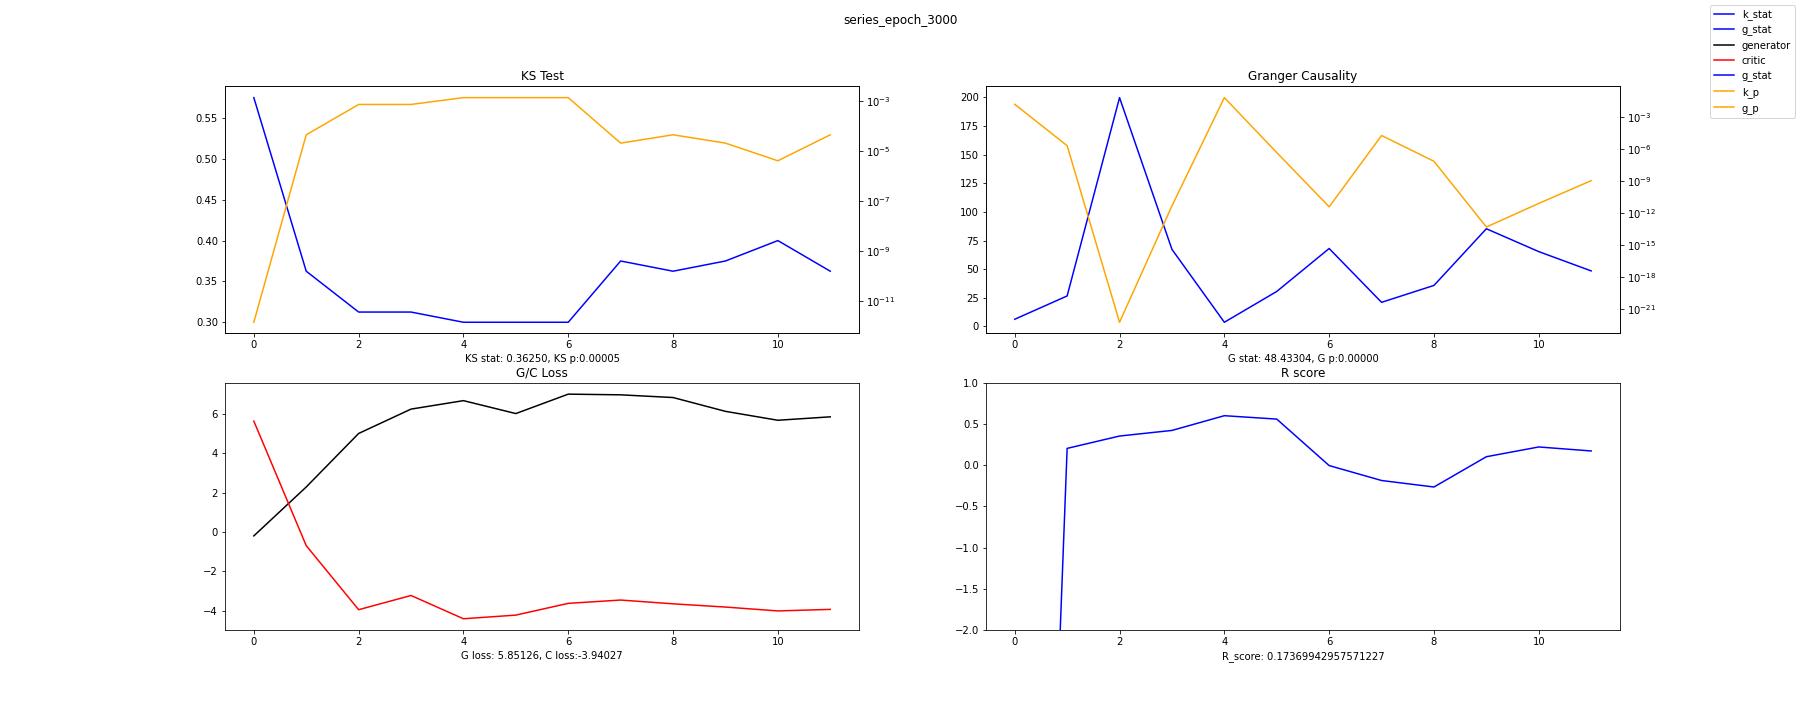 series_epoch_3000
k_stat
g_stat
generator
critic
g_stat
k_p
g_p
KS Test
0.55
0.50
0.45
0.40
0.35
0.30
10⁻³
10⁻⁵
10⁻⁷
10⁻⁹
10⁻¹¹
0 2 4 6 8 10
KS stat: 0.36250, KS p:0.00005
Granger Causality
200
175
150
125
100
75
50
25
0
10⁻³
10⁻⁶
10⁻⁹
10⁻¹²
10⁻¹⁵
10⁻¹⁸
10⁻²¹
0 2 4 6 8 10
G stat: 48.43304, G p:0.00000
G/C Loss
6
4
2
0
−2
−4
0 2 4 6 8 10
G loss: 5.85126, C loss:-3.94027
R score
1.0
0.5
0.0
−0.5
−1.0
−1.5
−2.0
0 2 4 6 8 10
R_score: 0.17369942957571227